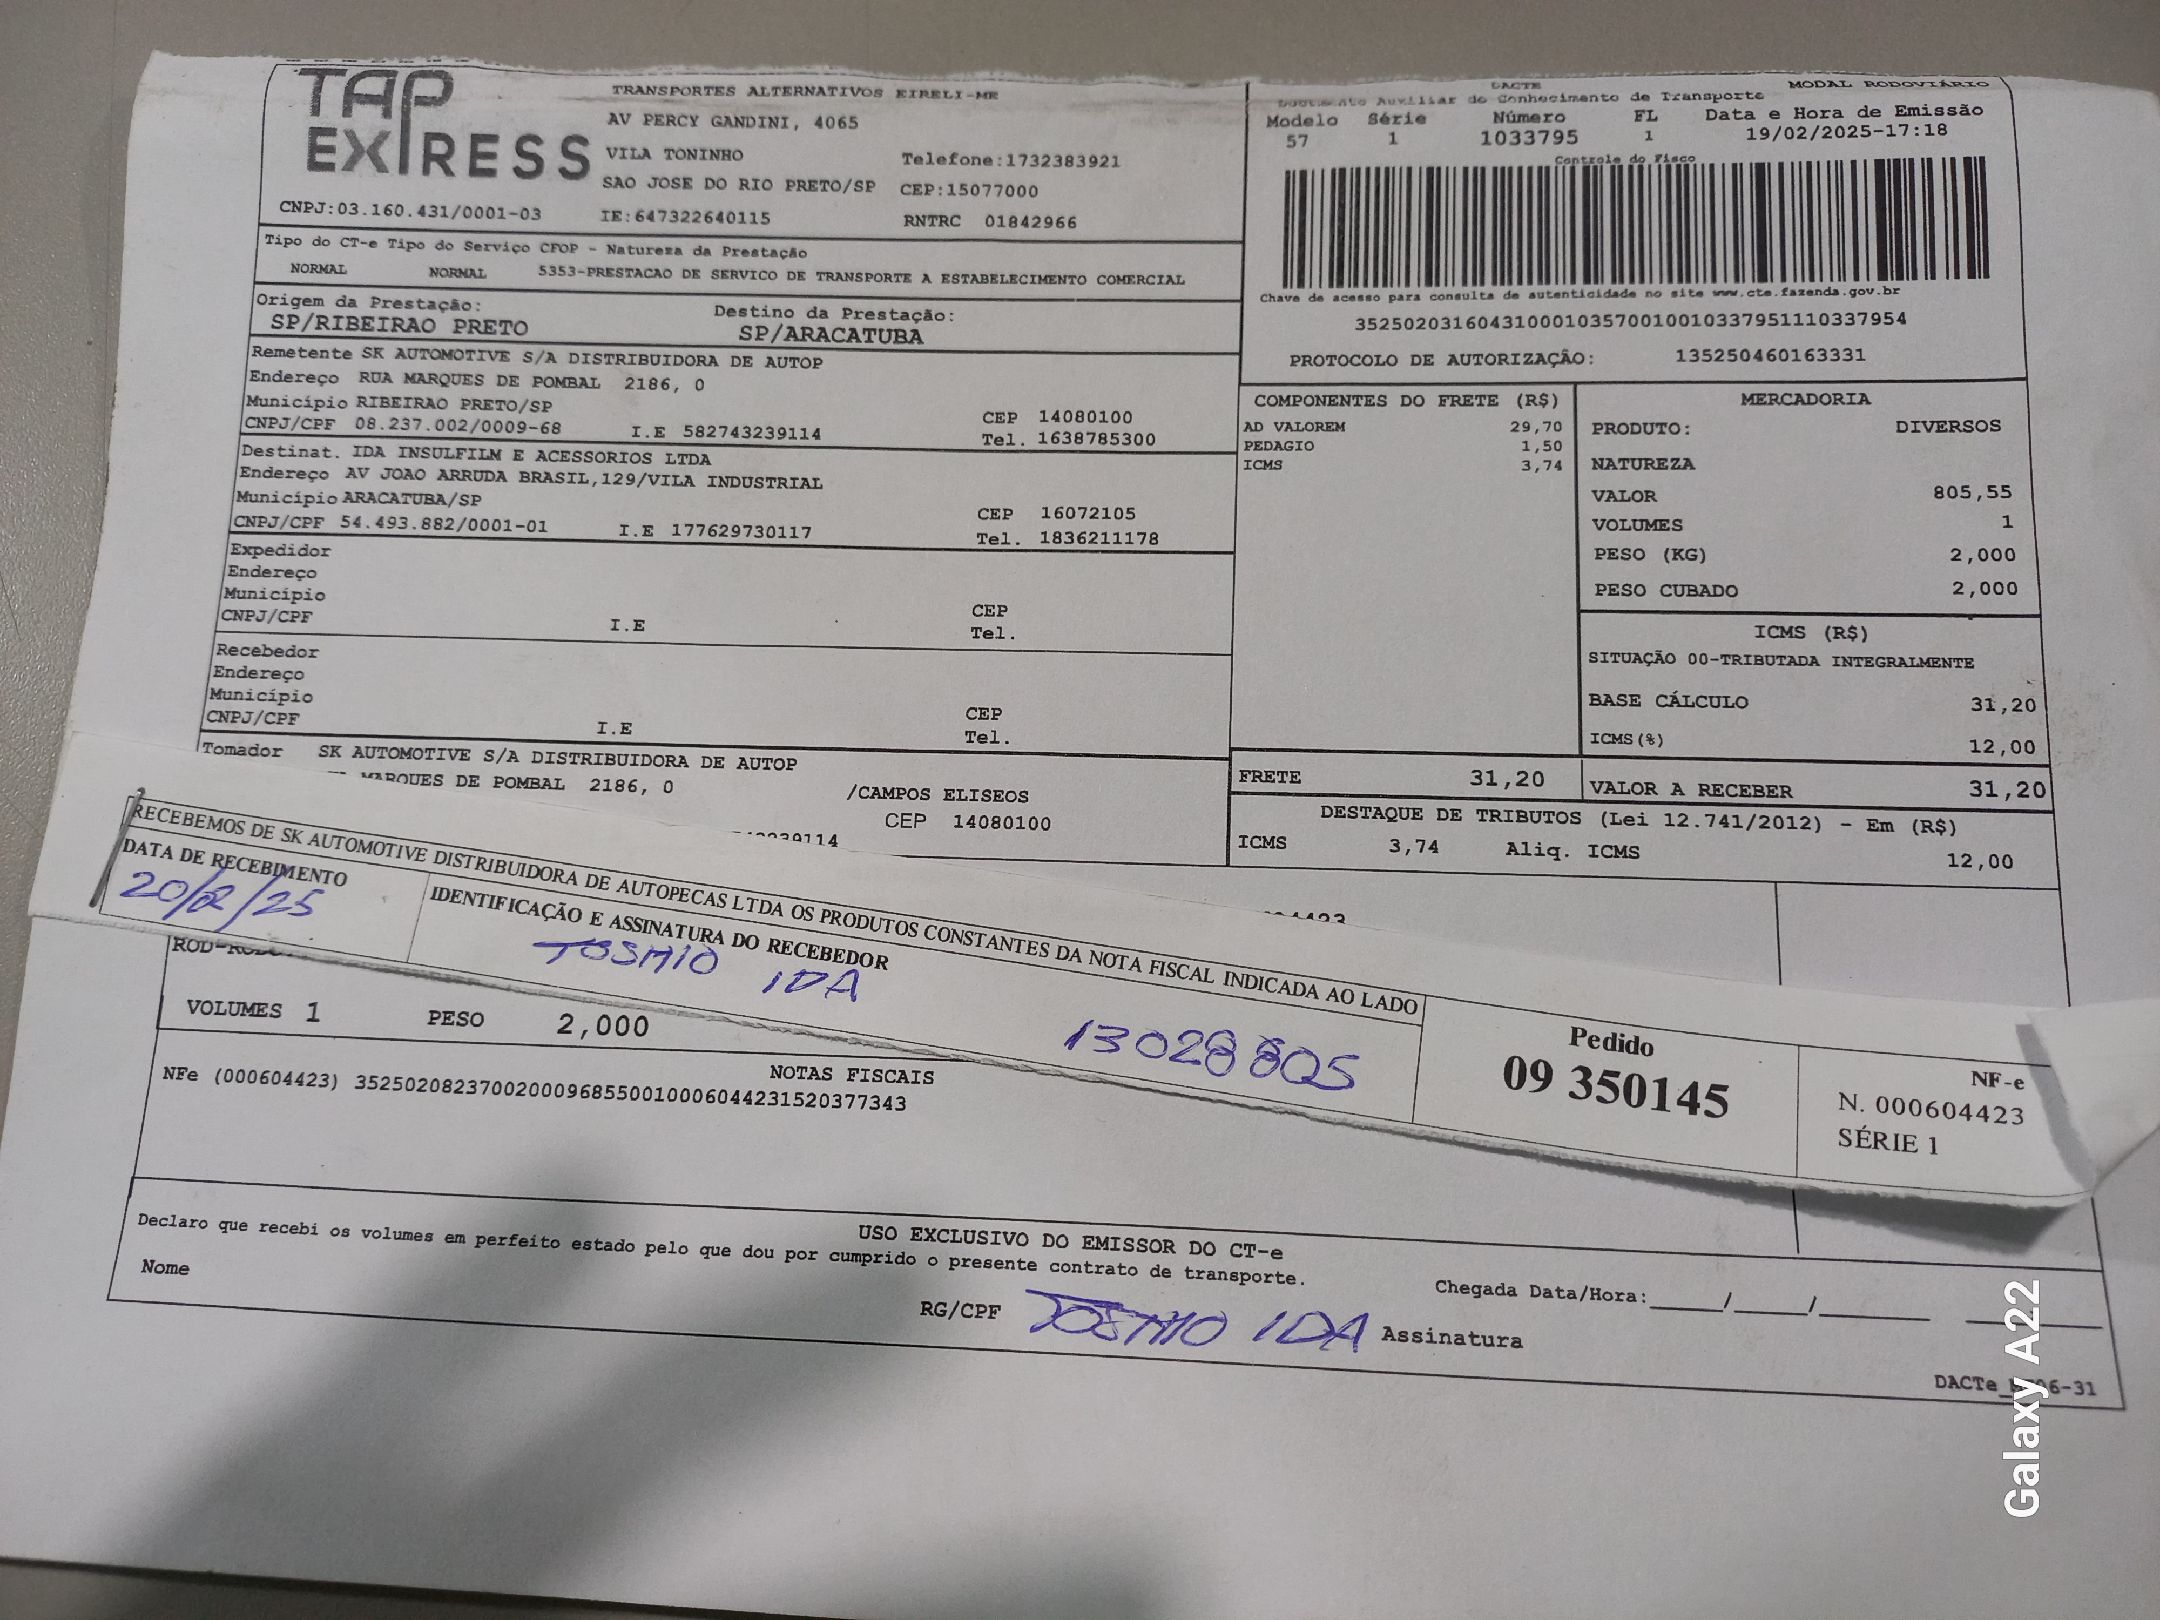 TAP EXPRESS
TRANSPORTES ALTERNATIVOS EIRELI-ME
AV PERCY GANDINI, 4065
VILA TONINHO Telefone:1732383921
SAO JOSE DO RIO PRETO/SP CEP:15077000
CNPJ:03.160.431/0001-03 IE:647322640115 RNTRC 01842966
DACTE MODAL RODOVIÁRIO
Documento Auxiliar do Conhecimento de Transporte
Modelo Série Número FL Data e Hora de Emissão
57 1 1033795 1 19/02/2025-17:18
Controle do Fisco
Chave de acesso para consulta de autenticidade no site www.cte.fazenda.gov.br
35250203160431000103570010010337951110337954
PROTOCOLO DE AUTORIZAÇÃO: 135250460163331
Tipo do CT-e Tipo do Serviço CFOP - Natureza da Prestação
NORMAL NORMAL 5353-PRESTACAO DE SERVICO DE TRANSPORTE A ESTABELECIMENTO COMERCIAL
Origem da Prestação: Destino da Prestação:
SP/RIBEIRAO PRETO SP/ARACATUBA
Remetente SK AUTOMOTIVE S/A DISTRIBUIDORA DE AUTOP
Endereço RUA MARQUES DE POMBAL 2186, 0
Município RIBEIRAO PRETO/SP CEP 14080100
CNPJ/CPF 08.237.002/0009-68 I.E 582743239114 Tel. 1638785300
Destinat. IDA INSULFILM E ACESSORIOS LTDA
Endereço AV JOAO ARRUDA BRASIL,129/VILA INDUSTRIAL
Município ARACATUBA/SP CEP 16072105
CNPJ/CPF 54.493.882/0001-01 I.E 177629730117 Tel. 1836211178
Expedidor
Endereço
Município CEP
CNPJ/CPF I.E Tel.
Recebedor
Endereço
Município CEP
CNPJ/CPF I.E Tel.
Tomador SK AUTOMOTIVE S/A DISTRIBUIDORA DE AUTOP
MARQUES DE POMBAL 2186, 0 /CAMPOS ELISEOS
CEP 14080100
COMPONENTES DO FRETE (R$)
AD VALOREM 29,70
PEDAGIO 1,50
ICMS 3,74
MERCADORIA
PRODUTO: DIVERSOS
NATUREZA
VALOR 805,55
VOLUMES 1
PESO (KG) 2,000
PESO CUBADO 2,000
ICMS (R$)
SITUAÇÃO 00-TRIBUTADA INTEGRALMENTE
BASE CÁLCULO 31,20
ICMS(%) 12,00
FRETE 31,20 VALOR A RECEBER 31,20
DESTAQUE DE TRIBUTOS (Lei 12.741/2012) - Em (R$)
ICMS 3,74 Aliq. ICMS 12,00
RECEBEMOS DE SK AUTOMOTIVE DISTRIBUIDORA DE AUTOPECAS LTDA OS PRODUTOS CONSTANTES DA NOTA FISCAL INDICADA AO LADO
DATA DE RECEBIMENTO IDENTIFICAÇÃO E ASSINATURA DO RECEBEDOR
20/02/25 TOSHIO IDA
13028805
Pedido
09 350145
NF-e
N. 000604423
SÉRIE 1
VOLUMES 1 PESO 2,000
NOTAS FISCAIS
NFe (000604423) 35250208237002000968550010006044231520377343
USO EXCLUSIVO DO EMISSOR DO CT-e
Declaro que recebi os volumes em perfeito estado pelo que dou por cumprido o presente contrato de transporte.
Nome Chegada Data/Hora:_____/_____/_______ ________
RG/CPF TOSHIO IDA Assinatura
Galaxy A22